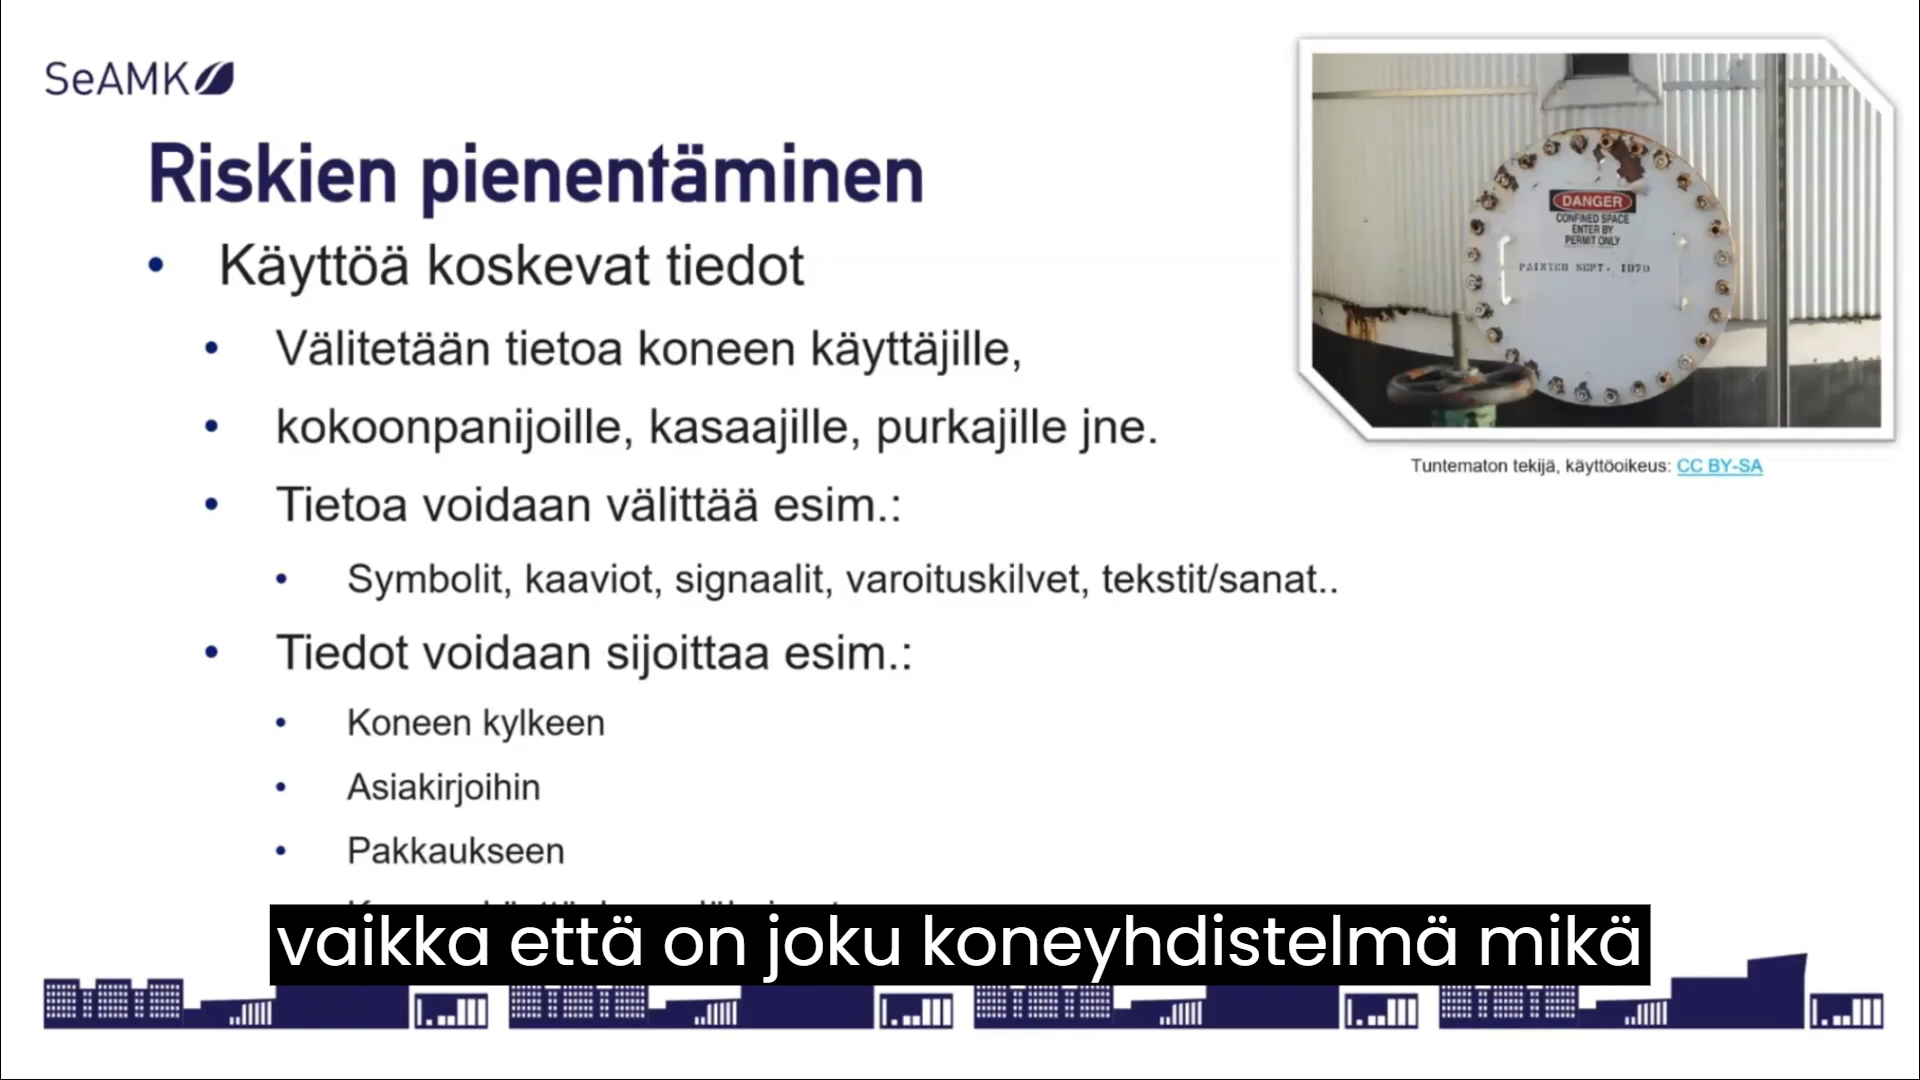 SeAMK
Riskien pienentäminen
Käyttöä koskevat tiedot
Välitetään tietoa koneen käyttäjille,
kokoonpanijoille, kasaajille, purkajille jne.
Tietoa voidaan välittää esim.:
Symbolit, kaaviot, signaalit, varoituskilvet, tekstit/sanat..
Tiedot voidaan sijoittaa esim.:
Koneen kylkeen
Asiakirjoihin
Pakkaukseen
DANGER
CONFINED SPACE
ENTER BY
PERMIT ONLY
PAINTED SEPT. 1979
Tuntematon tekijä, käyttöoikeus: CC BY-SA
vaikka että on joku koneyhdistelmä mikä